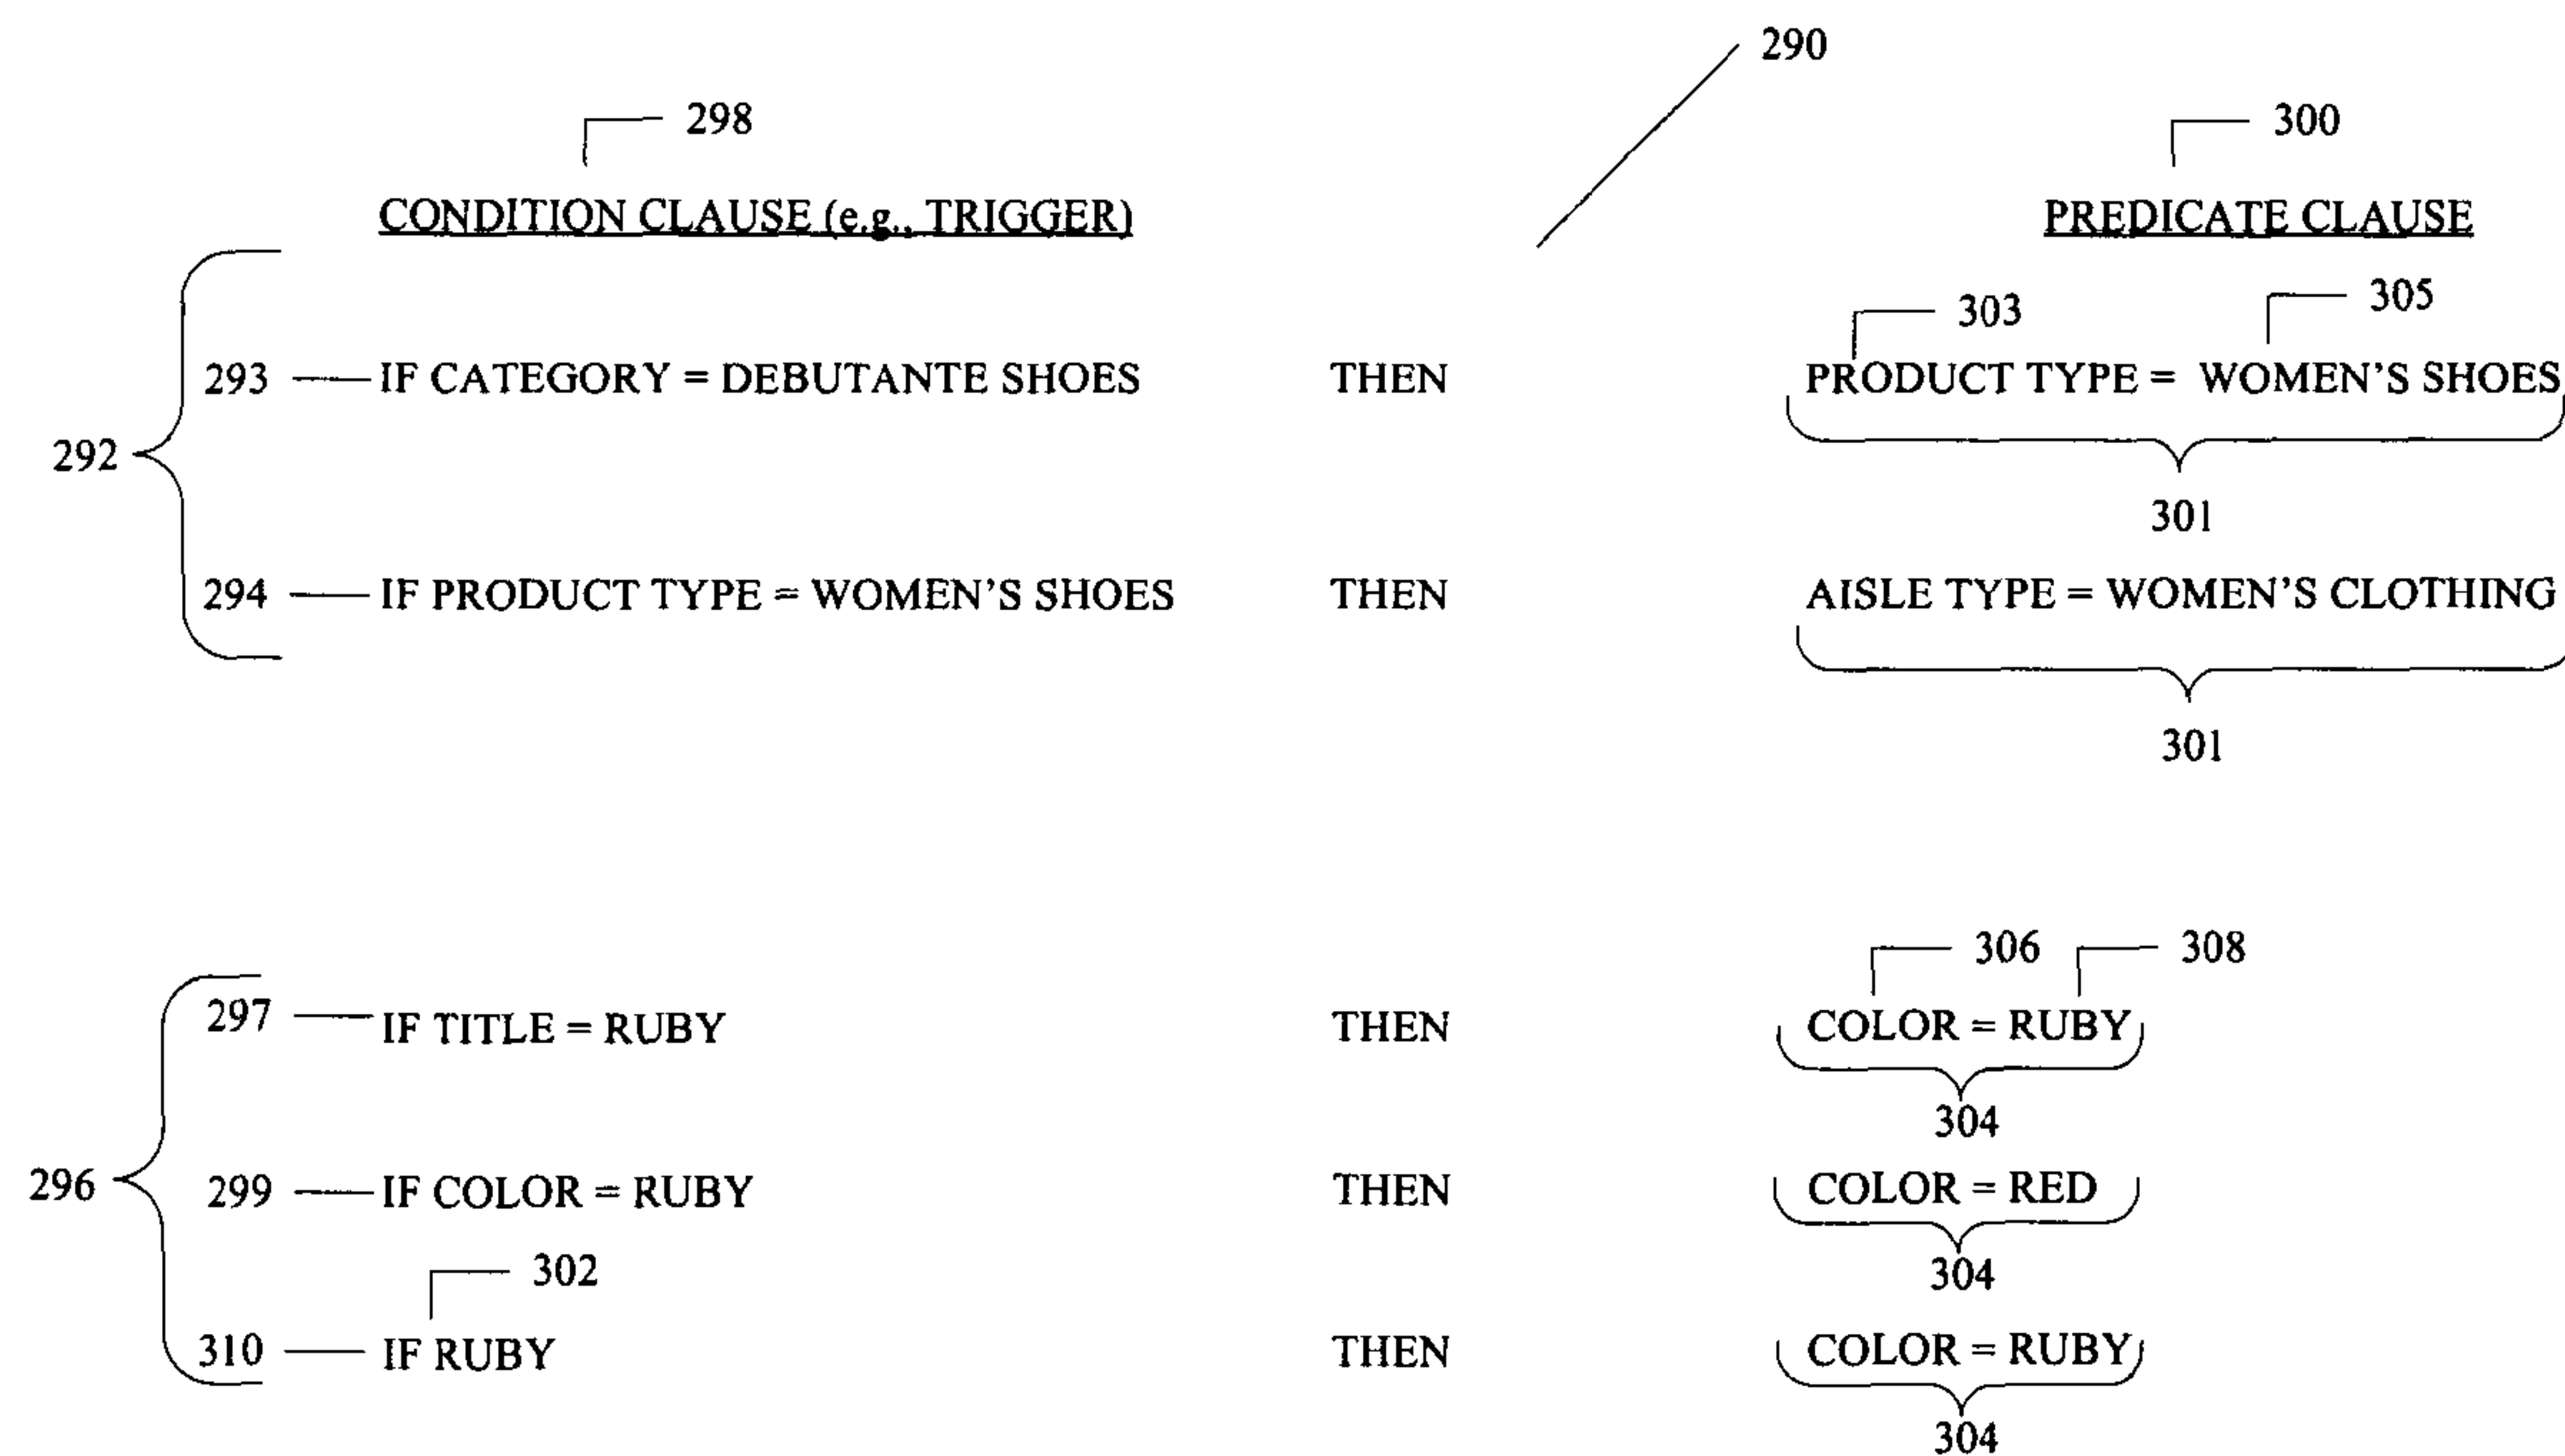 290
298
300
CONDITION CLAUSE (e.g., TRIGGER)
PREDICATE CLAUSE
303
305
293
IF CATEGORY = DEBUTANTE SHOES
THEN
PRODUCT TYPE = WOMEN'S SHOES
292
301
294
IF PRODUCT TYPE = WOMEN'S SHOES
THEN
AISLE TYPE = WOMEN'S CLOTHING
301
306
308
297
IF TITLE = RUBY
THEN
COLOR = RUBY
304
296
299
IF COLOR = RUBY
THEN
COLOR = RED
302
304
310
IF RUBY
THEN
COLOR = RUBY
304